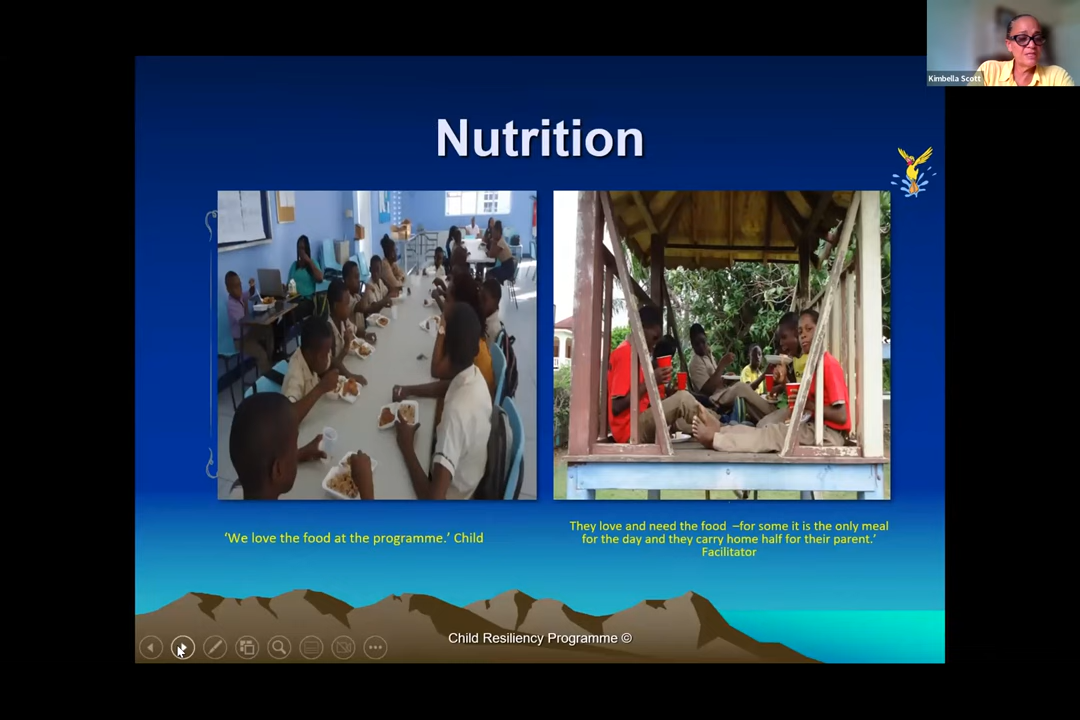 Kimbella Scott
Nutrition
'We love the food at the programme.' Child
They love and need the food –for some it is the only meal
for the day and they carry home half for their parent.'
Facilitator
Child Resiliency Programme ©